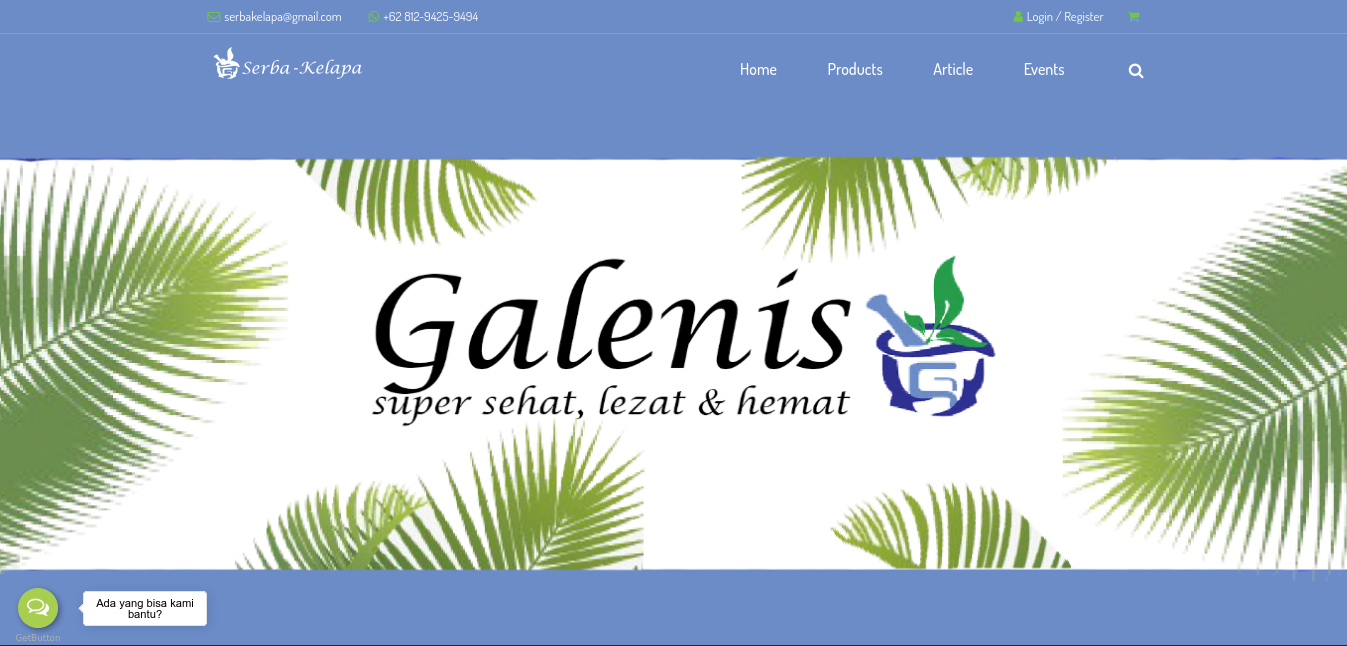 serbakelapa@gmail.com +62 812-9425-9494 Login / Register
Serba-Kelapa Home Products Article Events
Galenis
super sehat, lezat & hemat
Ada yang bisa kami
bantu?
GetButton